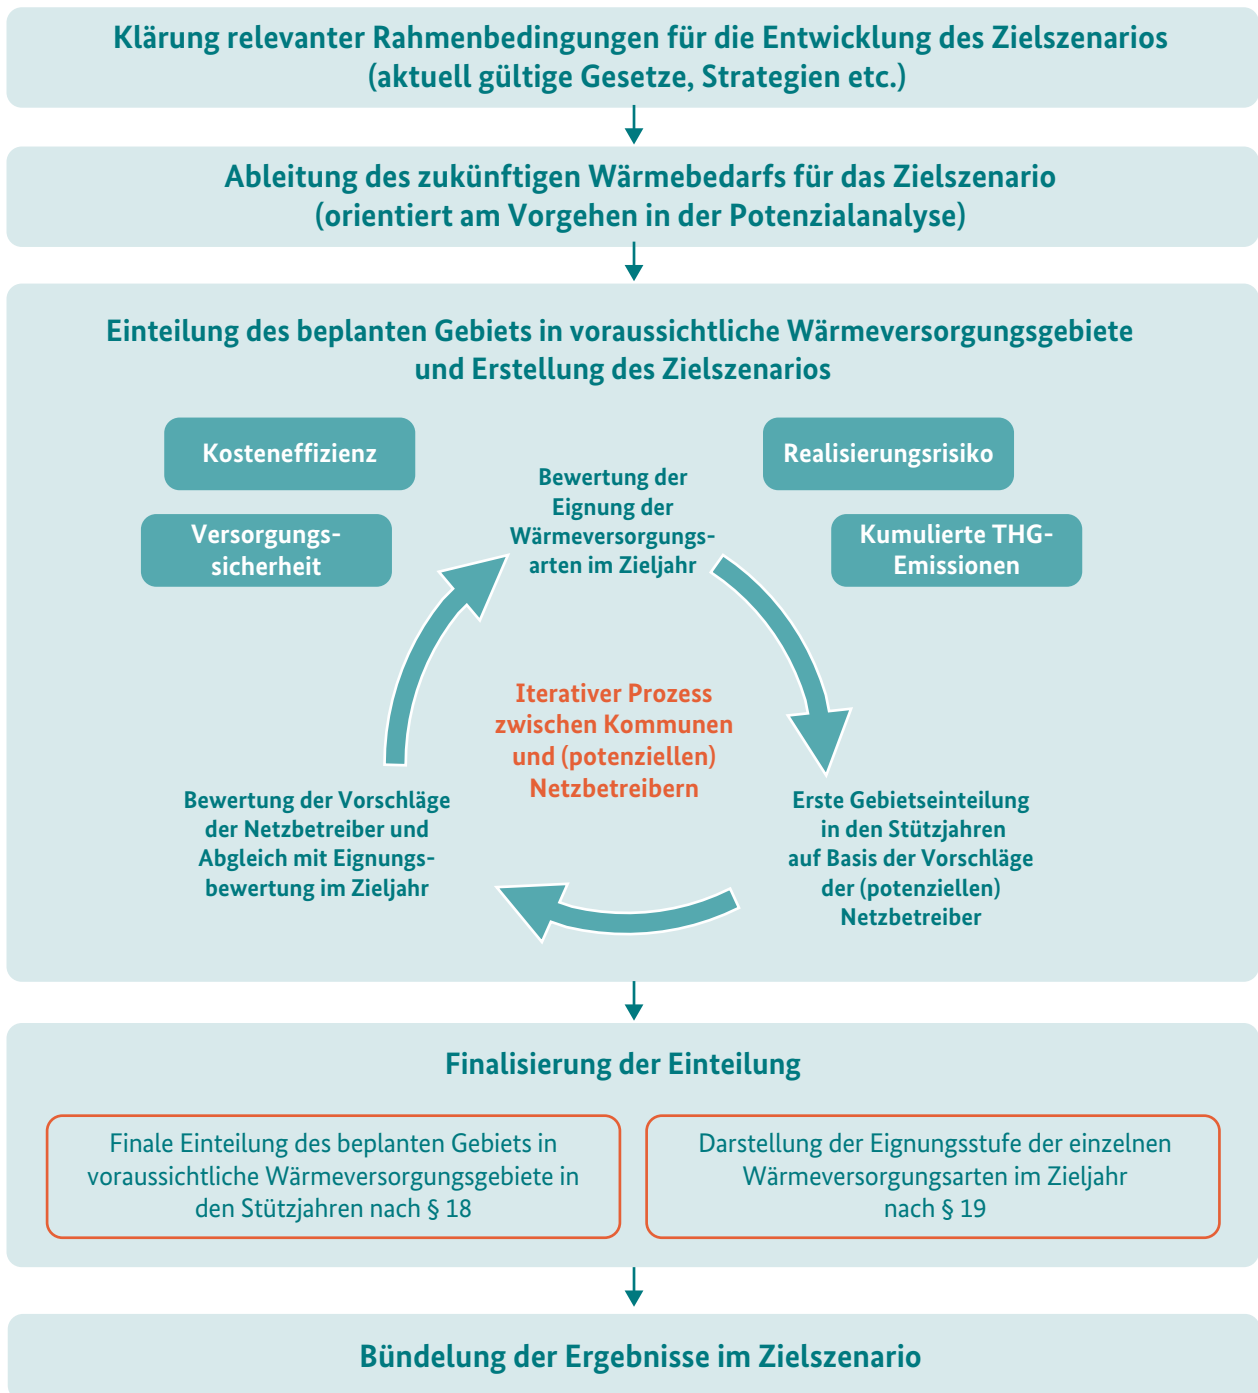 Klärung relevanter Rahmenbedingungen für die Entwicklung des Zielszenarios
(aktuell gültige Gesetze, Strategien etc.)
Ableitung des zukünftigen Wärmebedarfs für das Zielszenario
(orientiert am Vorgehen in der Potenzialanalyse)
Einteilung des beplanten Gebiets in voraussichtliche Wärmeversorgungsgebiete
und Erstellung des Zielszenarios
Kosteneffizienz
Versorgungs-
sicherheit
Realisierungsrisiko
Kumulierte THG-
Emissionen
Bewertung der
Eignung der
Wärmeversorgungs-
arten im Zieljahr
Iterativer Prozess
zwischen Kommunen
und (potenziellen)
Netzbetreibern
Erste Gebietseinteilung
in den Stützjahren
auf Basis der Vorschläge
der (potenziellen)
Netzbetreiber
Bewertung der Vorschläge
der Netzbetreiber und
Abgleich mit Eignungs-
bewertung im Zieljahr
Finalisierung der Einteilung
Finale Einteilung des beplanten Gebiets in
voraussichtliche Wärmeversorgungsgebiete in
den Stützjahren nach § 18
Darstellung der Eignungsstufe der einzelnen
Wärmeversorgungsarten im Zieljahr
nach § 19
Bündelung der Ergebnisse im Zielszenario